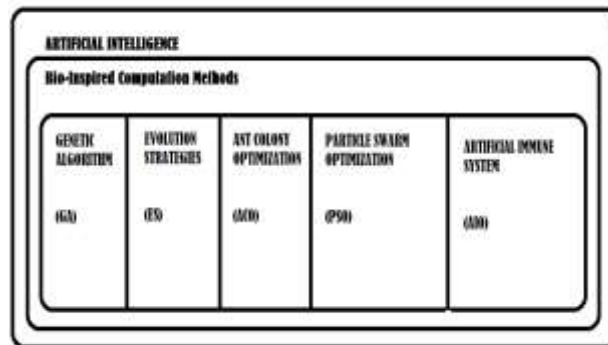 ARTIFICIAL INTELLIGENCE
Bio-Inspired Computation Methods
GENETIC
ALGORITHM
(GA)
EVOLUTION
STRATEGIES
(ES)
ANT COLONY
OPTIMIZATION
(ACO)
PARTICLE SWARM
OPTIMIZATION
(PSO)
ARTIFICIAL IMMUNE
SYSTEM
(AIO)